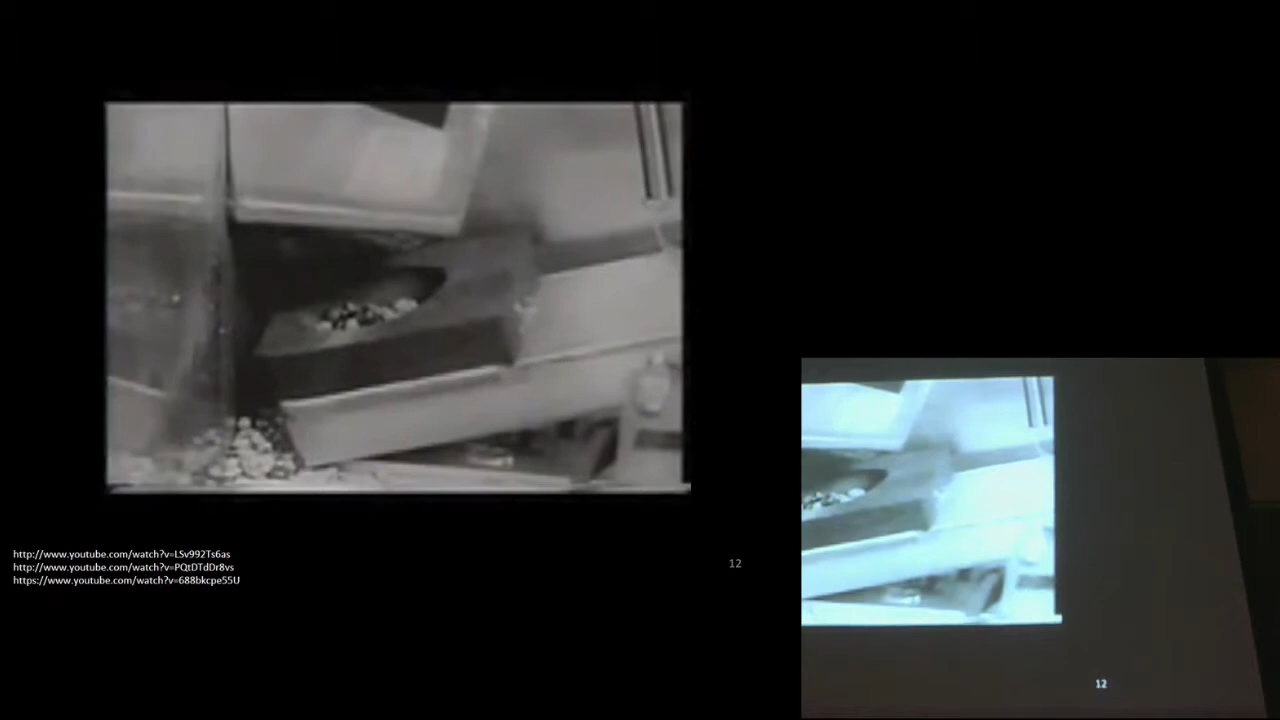 http://www.youtube.com/watch?v=LSv992Ts6as
http://www.youtube.com/watch?v=PQtDTdDr8vs
https://www.youtube.com/watch?v=688bkcpe55U
12
12